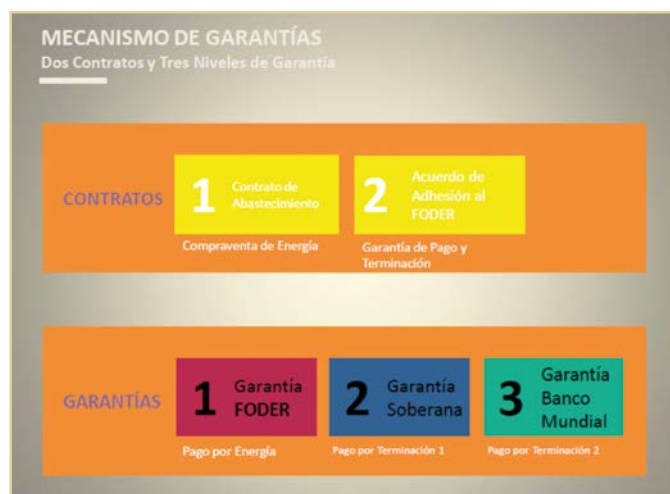 MECANISMO DE GARANTÍAS
Dos Contratos y Tres Niveles de Garantía
CONTRATOS
1
Contrato de
Abastecimiento
Compraventa de Energía
2
Acuerdo de
Adhesión al
FODER
Garantía de Pago y
Terminación
GARANTÍAS
1
Garantía
FODER
Pago por Energía
2
Garantía
Soberana
Pago por Terminación 1
3
Garantía
Banco
Mundial
Pago por Terminación 2